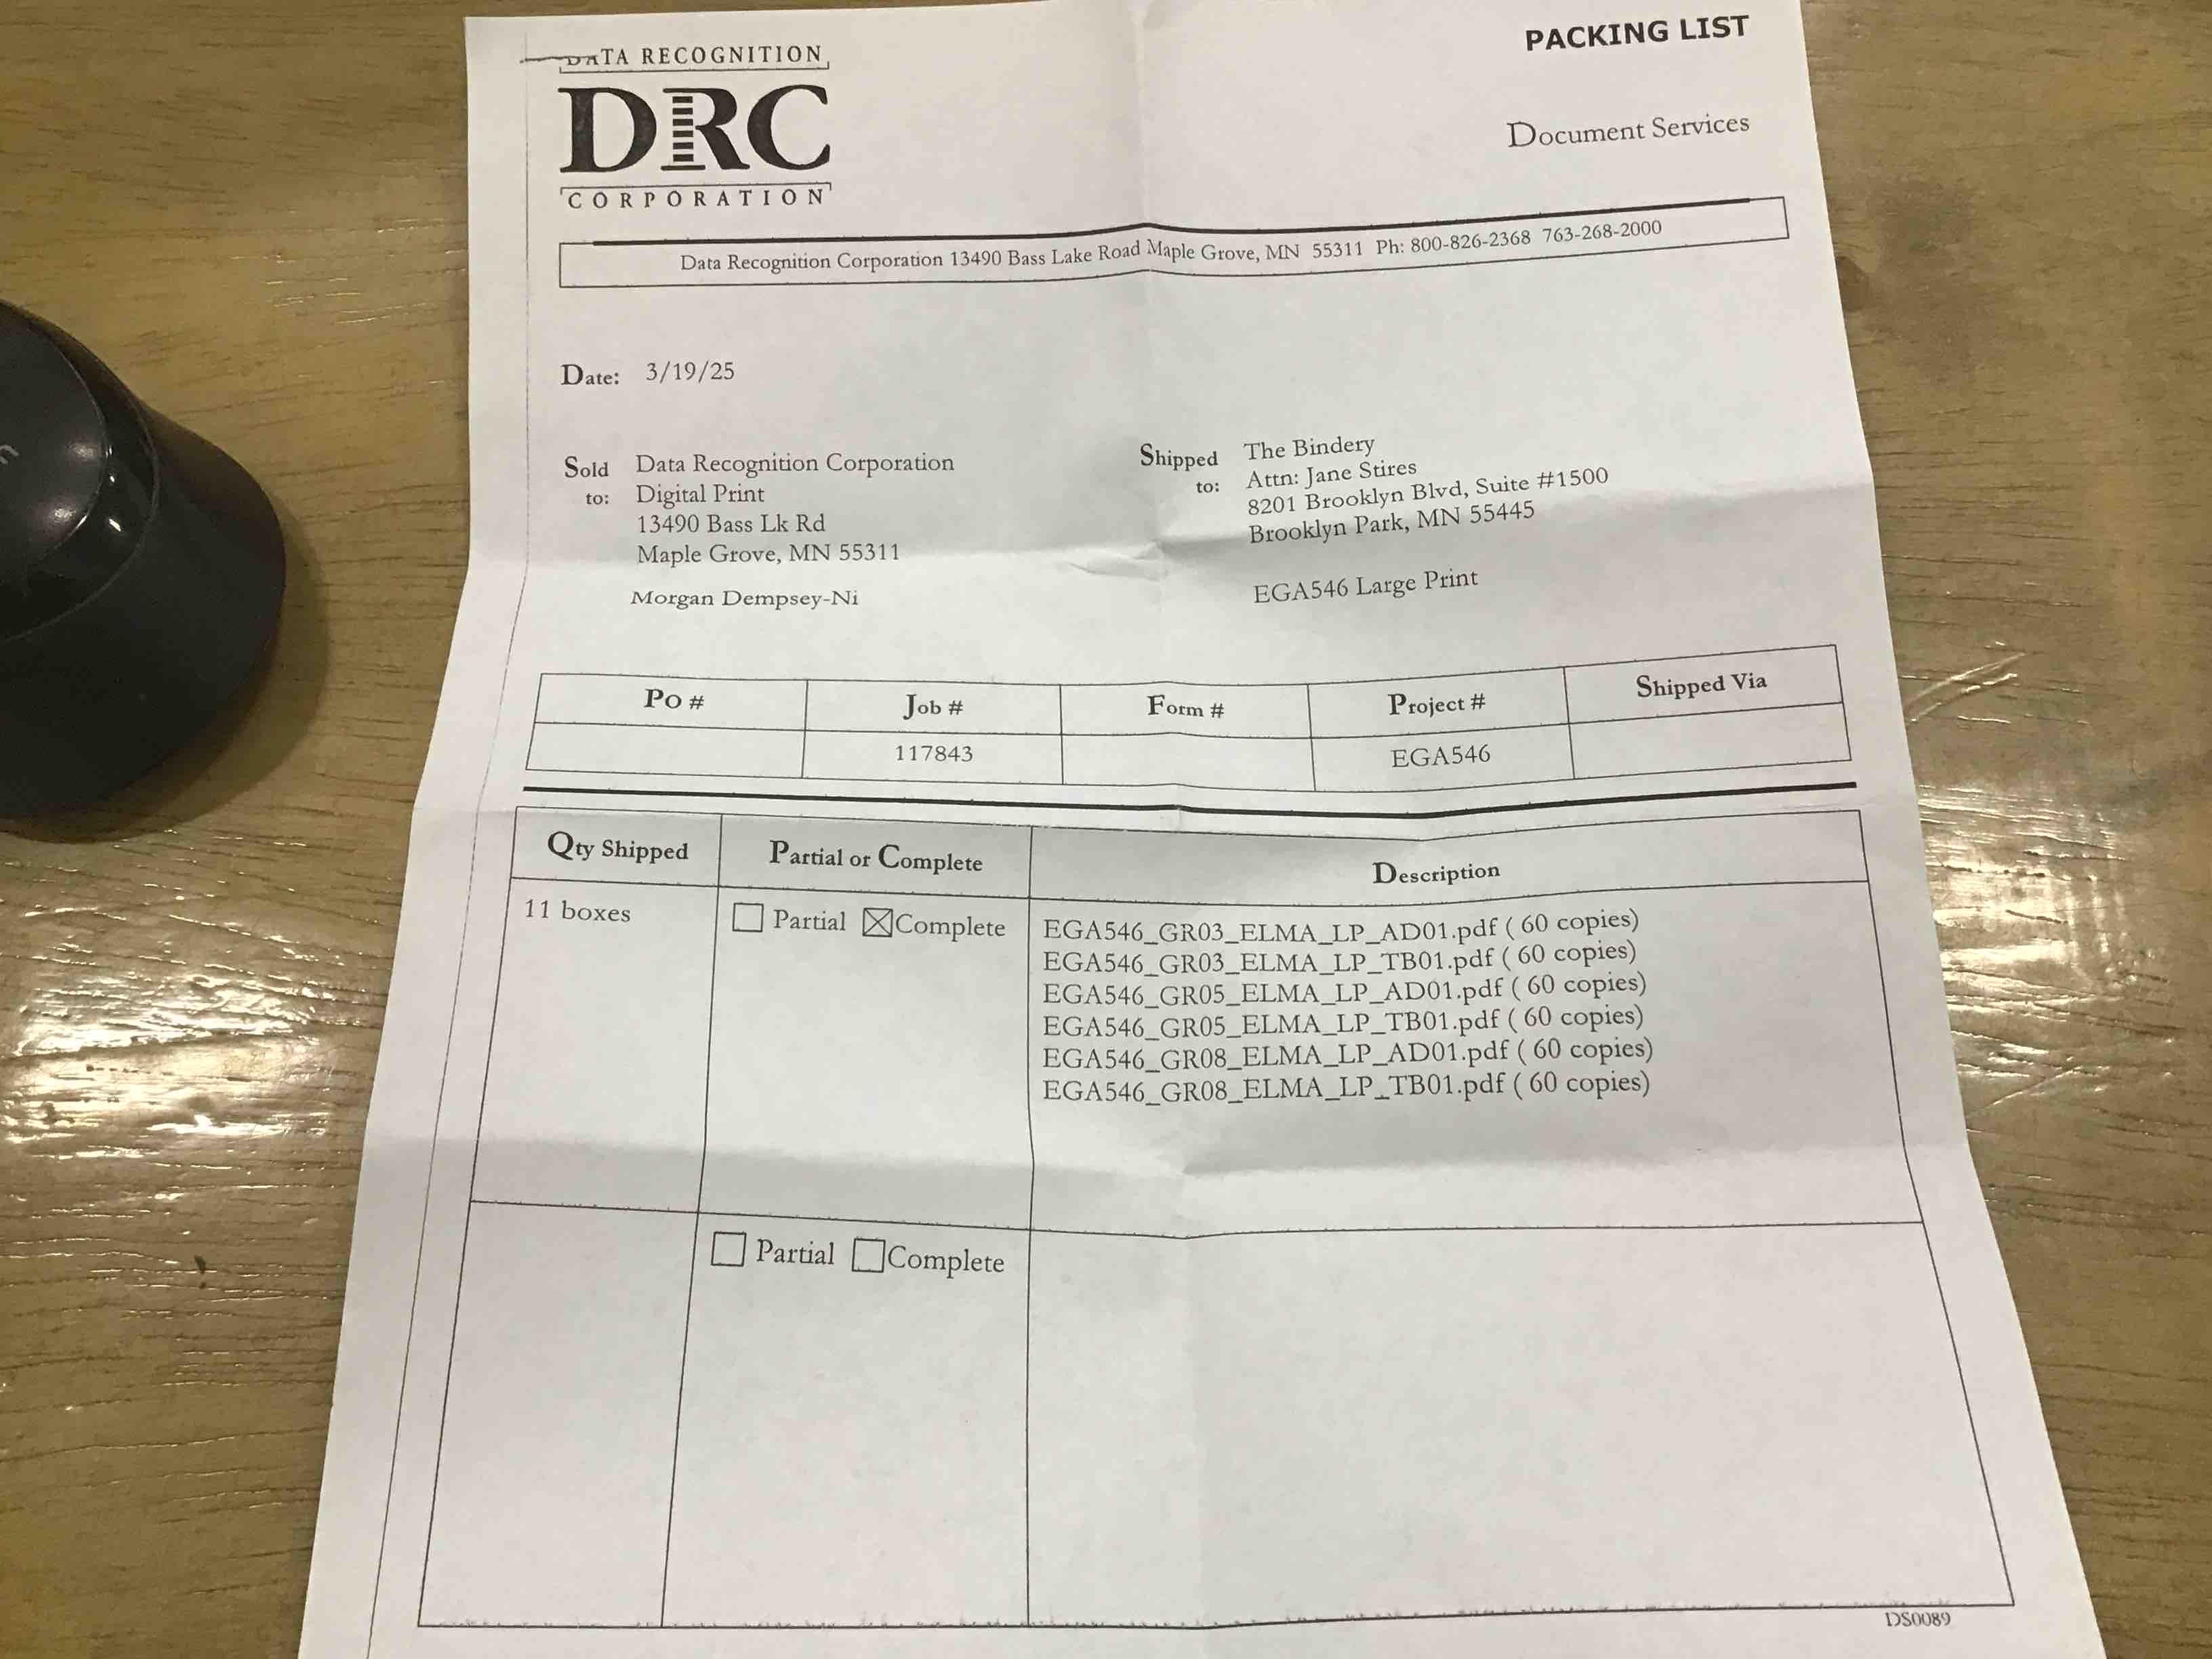 DATA RECOGNITION
DRC
CORPORATION
PACKING LIST
Document Services
Data Recognition Corporation 13490 Bass Lake Road Maple Grove, MN 55311 Ph: 800-826-2368 763-268-2000
Date: 3/19/25
Sold to: Data Recognition Corporation
Digital Print
13490 Bass Lk Rd
Maple Grove, MN 55311
Morgan Dempsey-Ni
Shipped to: The Bindery
Attn: Jane Stires
8201 Brooklyn Blvd, Suite #1500
Brooklyn Park, MN 55445
EGA546 Large Print
PO # Job # Form # Project # Shipped Via
117843 EGA546
Qty Shipped Partial or Complete Description
11 boxes Partial Complete EGA546_GR03_ELMA_LP_AD01.pdf ( 60 copies)
EGA546_GR03_ELMA_LP_TB01.pdf ( 60 copies)
EGA546_GR05_ELMA_LP_AD01.pdf ( 60 copies)
EGA546_GR05_ELMA_LP_TB01.pdf ( 60 copies)
EGA546_GR08_ELMA_LP_AD01.pdf ( 60 copies)
EGA546_GR08_ELMA_LP_TB01.pdf ( 60 copies)
Partial Complete
DS0089